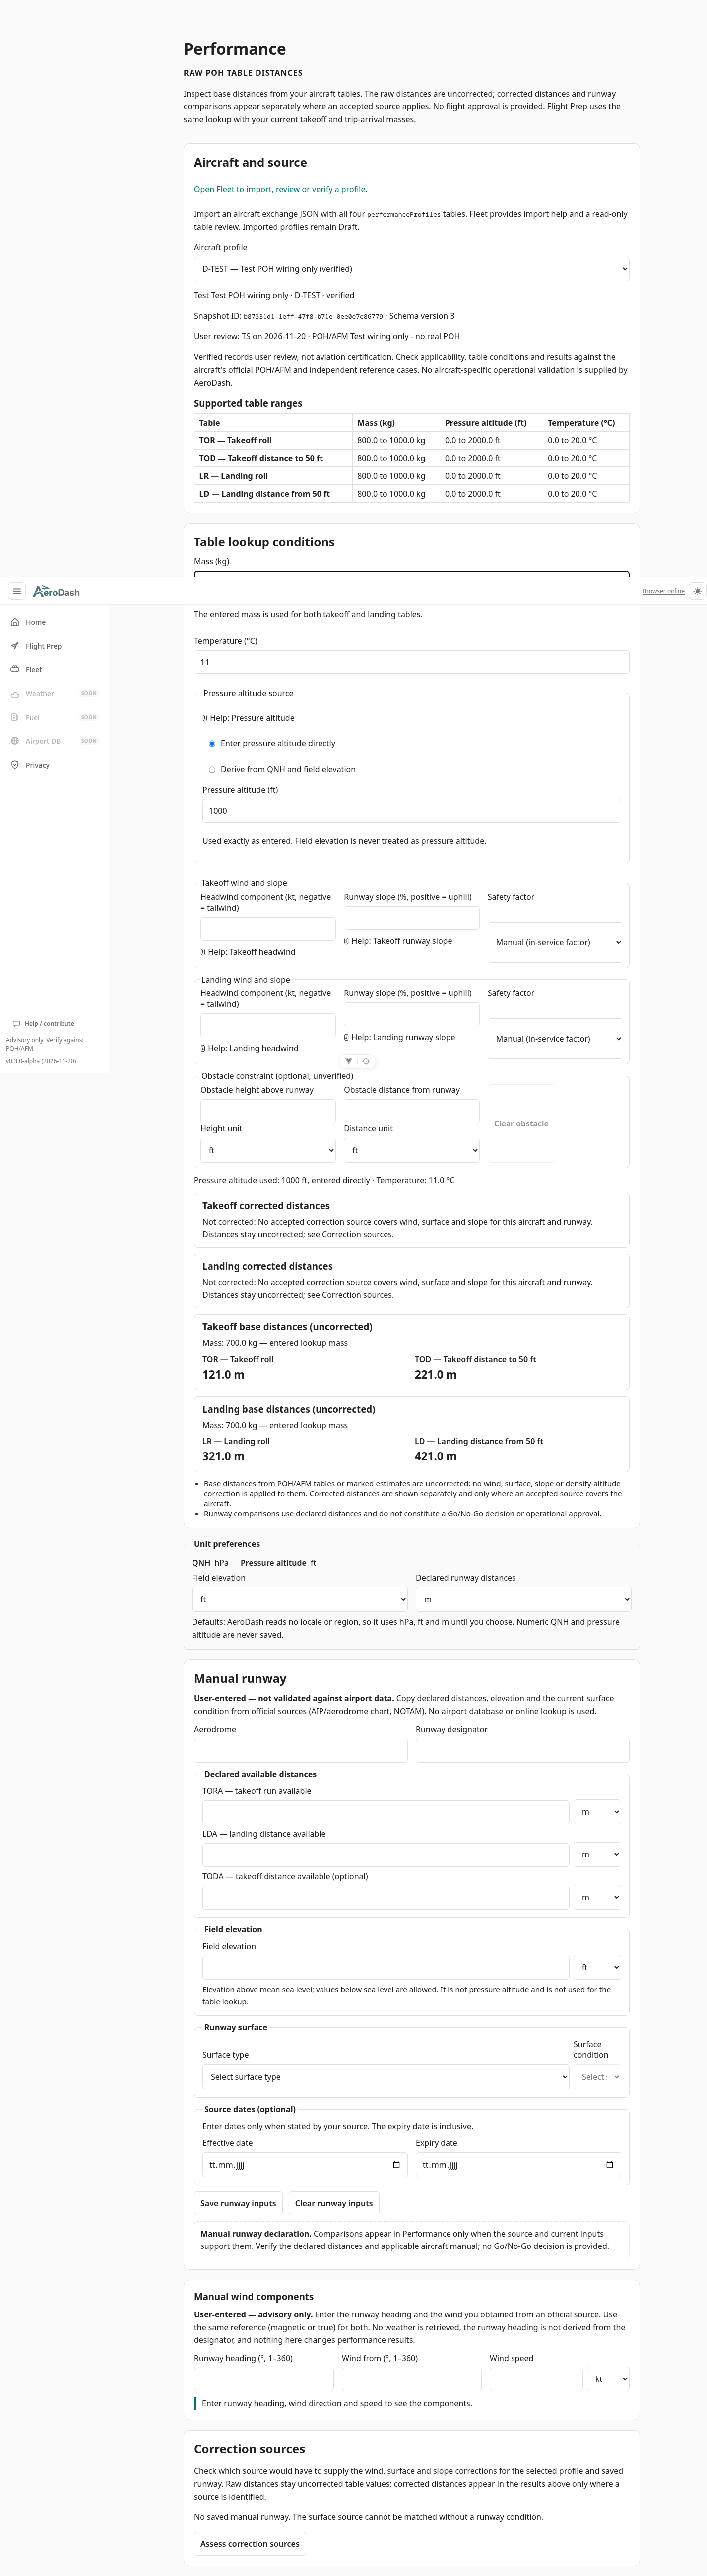 Performance
RAW POH TABLE DISTANCES
Inspect base distances from your aircraft tables. The raw distances are uncorrected; corrected distances and runway
comparisons appear separately where an accepted source applies. No flight approval is provided. Flight Prep uses the
same lookup with your current takeoff and trip-arrival masses.
Aircraft and source
Open Fleet to import, review or verify a profile.
Import an aircraft exchange JSON with all four performanceProfiles tables. Fleet provides import help and a read-only
table review. Imported profiles remain Draft.
Aircraft profile
D-TEST — Test POH wiring only (verified)
Test Test POH wiring only · D-TEST · verified
Snapshot ID: b87331d1-1eff-47f8-b71e-0ee0e7e86779 · Schema version 3
User review: TS on 2026-11-20 · POH/AFM Test wiring only - no real POH
Verified records user review, not aviation certification. Check applicability, table conditions and results against the
aircraft's official POH/AFM and independent reference cases. No aircraft-specific operational validation is supplied by
AeroDash.
Supported table ranges
Table Mass (kg) Pressure altitude (ft) Temperature (°C)
TOR — Takeoff roll 800.0 to 1000.0 kg 0.0 to 2000.0 ft 0.0 to 20.0 °C
TOD — Takeoff distance to 50 ft 800.0 to 1000.0 kg 0.0 to 2000.0 ft 0.0 to 20.0 °C
LR — Landing roll 800.0 to 1000.0 kg 0.0 to 2000.0 ft 0.0 to 20.0 °C
LD — Landing distance from 50 ft 800.0 to 1000.0 kg 0.0 to 2000.0 ft 0.0 to 20.0 °C
Table lookup conditions
Mass (kg)
AeroDash
Browser online
Home
Flight Prep
Fleet
Weather SOON
Fuel SOON
Airport DB SOON
Privacy
Help / contribute
Advisory only. Verify against
POH/AFM.
v0.3.0-alpha (2026-11-20)
The entered mass is used for both takeoff and landing tables.
Temperature (°C)
11
Pressure altitude source
Help: Pressure altitude
Enter pressure altitude directly
Derive from QNH and field elevation
Pressure altitude (ft)
1000
Used exactly as entered. Field elevation is never treated as pressure altitude.
Takeoff wind and slope
Headwind component (kt, negative
= tailwind)
Runway slope (%, positive = uphill)
Safety factor
Manual (in-service factor)
Help: Takeoff headwind
Help: Takeoff runway slope
Landing wind and slope
Headwind component (kt, negative
= tailwind)
Runway slope (%, positive = uphill)
Safety factor
Manual (in-service factor)
Help: Landing headwind
Help: Landing runway slope
Obstacle constraint (optional, unverified)
Obstacle height above runway
Obstacle distance from runway
Clear obstacle
Height unit
Distance unit
ft
ft
Pressure altitude used: 1000 ft, entered directly · Temperature: 11.0 °C
Takeoff corrected distances
Not corrected: No accepted correction source covers wind, surface and slope for this aircraft and runway.
Distances stay uncorrected; see Correction sources.
Landing corrected distances
Not corrected: No accepted correction source covers wind, surface and slope for this aircraft and runway.
Distances stay uncorrected; see Correction sources.
Takeoff base distances (uncorrected)
Mass: 700.0 kg — entered lookup mass
TOR — Takeoff roll TOD — Takeoff distance to 50 ft
121.0 m 221.0 m
Landing base distances (uncorrected)
Mass: 700.0 kg — entered lookup mass
LR — Landing roll LD — Landing distance from 50 ft
321.0 m 421.0 m
Base distances from POH/AFM tables or marked estimates are uncorrected: no wind, surface, slope or density-altitude
correction is applied to them. Corrected distances are shown separately and only where an accepted source covers the
aircraft.
Runway comparisons use declared distances and do not constitute a Go/No-Go decision or operational approval.
Unit preferences
QNH hPa Pressure altitude ft
Field elevation Declared runway distances
ft m
Defaults: AeroDash reads no locale or region, so it uses hPa, ft and m until you choose. Numeric QNH and pressure
altitude are never saved.
Manual runway
User-entered — not validated against airport data. Copy declared distances, elevation and the current surface
condition from official sources (AIP/aerodrome chart, NOTAM). No airport database or online lookup is used.
Aerodrome Runway designator
Declared available distances
TORA — takeoff run available
m
LDA — landing distance available
m
TODA — takeoff distance available (optional)
m
Field elevation
Field elevation
ft
Elevation above mean sea level; values below sea level are allowed. It is not pressure altitude and it is not used for the
table lookup.
Runway surface
Surface type
Surface
condition
Select surface type
Select
Source dates (optional)
Enter dates only when stated by your source. The expiry date is inclusive.
Effective date Expiry date
tt.mm.jjjj tt.mm.jjjj
Save runway inputs Clear runway inputs
Manual runway declaration. Comparisons appear in Performance only when the source and current inputs
support them. Verify the declared distances and applicable aircraft manual; no Go/No-Go decision is provided.
Manual wind components
User-entered — advisory only. Enter the runway heading and the wind you obtained from an official source. Use
the same reference (magnetic or true) for both. No weather is retrieved, the runway heading is not derived from the
designator, and nothing here changes performance results.
Runway heading (°, 1–360) Wind from (°, 1–360) Wind speed
kt
Enter runway heading, wind direction and speed to see the components.
Correction sources
Check which source would have to supply the wind, surface and slope corrections for the selected profile and saved
runway. Raw distances stay uncorrected table values; corrected distances appear in the results above only where a
source is identified.
No saved manual runway. The surface source cannot be matched without a runway condition.
Assess correction sources